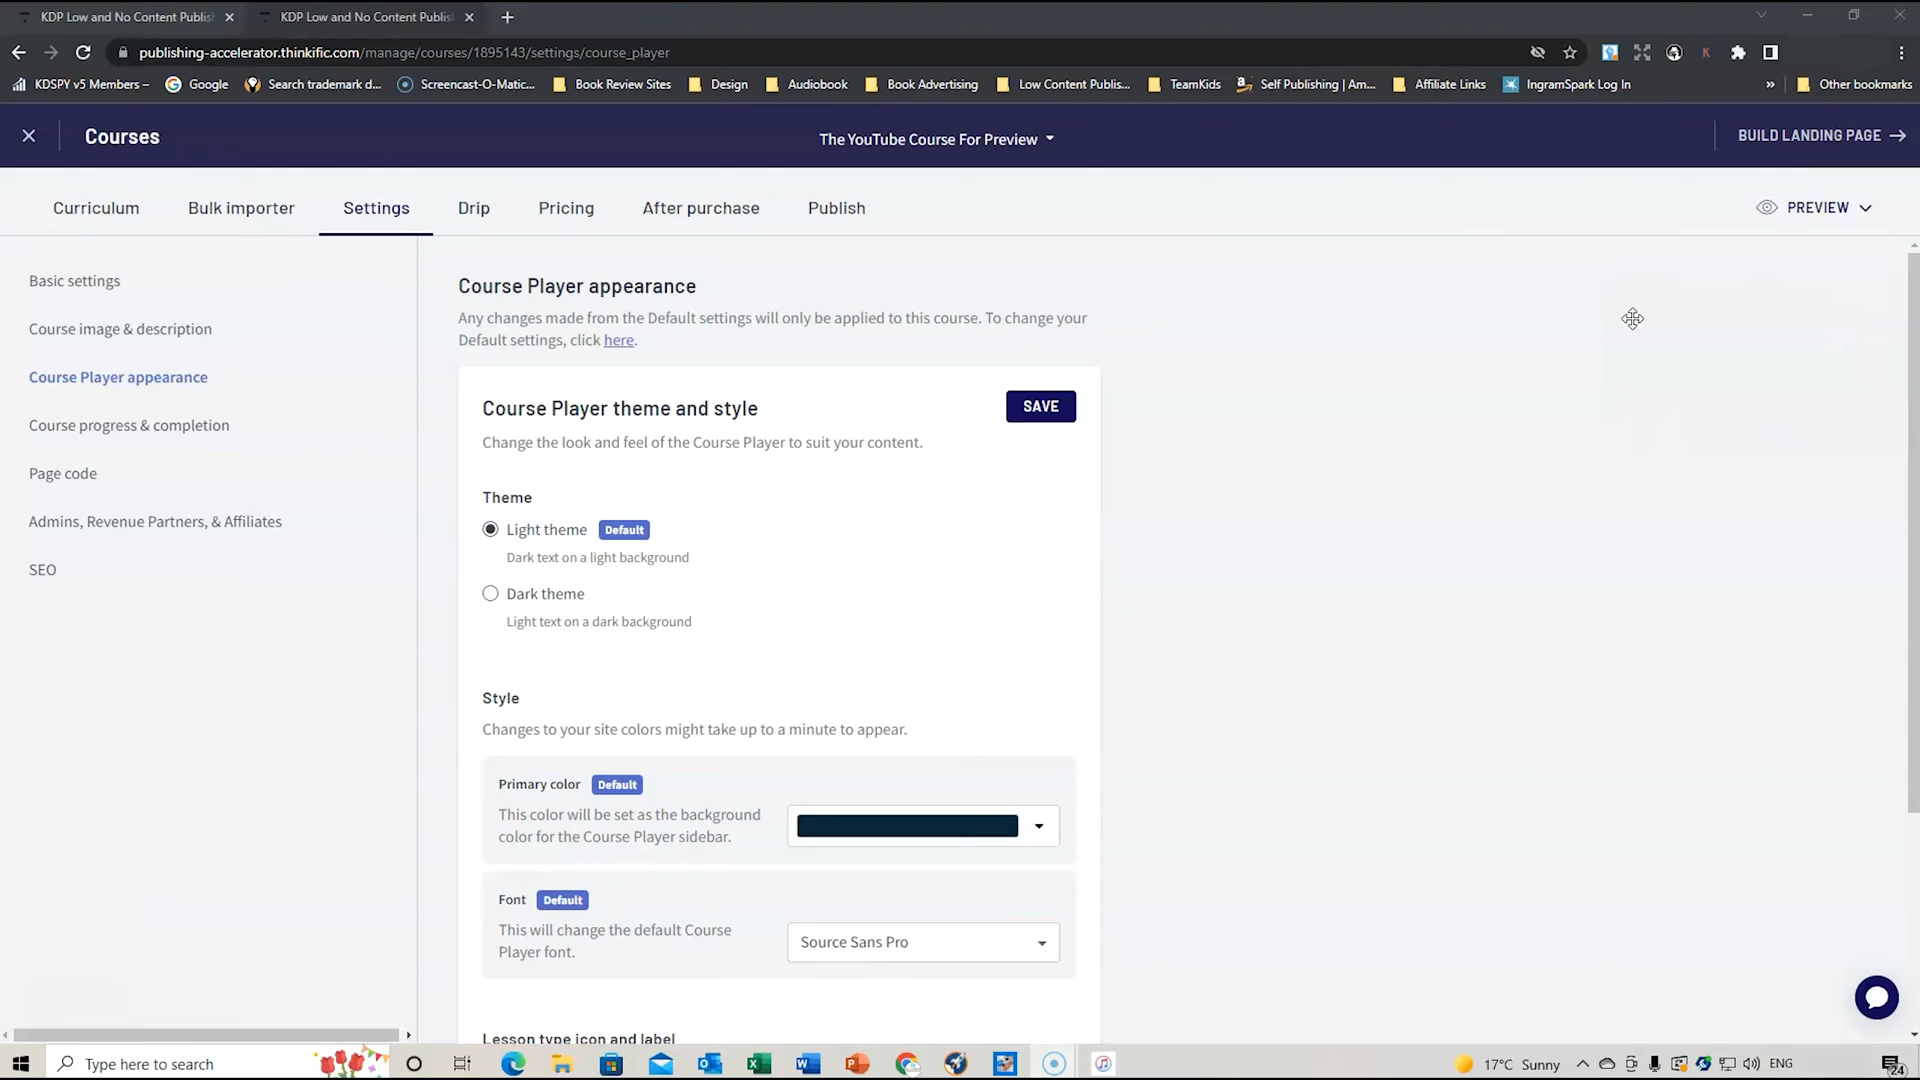 KDP Low and No Content Publis
KDP Low and No Content Publis
publishing-accelerator.thinkific.com/manage/courses/1895143/settings/course_player
KDSPY v5 Members –
Google
Search trademark d...
Screencast-O-Matic...
Book Review Sites
Design
Audiobook
Book Advertising
Low Content Publis...
TeamKids
Self Publishing | Am...
Affiliate Links
IngramSpark Log In
»
Other bookmarks
Courses
The YouTube Course For Preview
BUILD LANDING PAGE
Curriculum
Bulk importer
Settings
Drip
Pricing
After purchase
Publish
PREVIEW
Basic settings
Course image & description
Course Player appearance
Course progress & completion
Page code
Admins, Revenue Partners, & Affiliates
SEO
Course Player appearance
Any changes made from the Default settings will only be applied to this course. To change your
Default settings, click here.
Course Player theme and style
SAVE
Change the look and feel of the Course Player to suit your content.
Theme
Light theme Default
Dark text on a light background
Dark theme
Light text on a dark background
Style
Changes to your site colors might take up to a minute to appear.
Primary color Default
This color will be set as the background
color for the Course Player sidebar.
Font Default
This will change the default Course
Player font.
Source Sans Pro
Lesson type icon and label
Type here to search
17°C Sunny
ENG
24